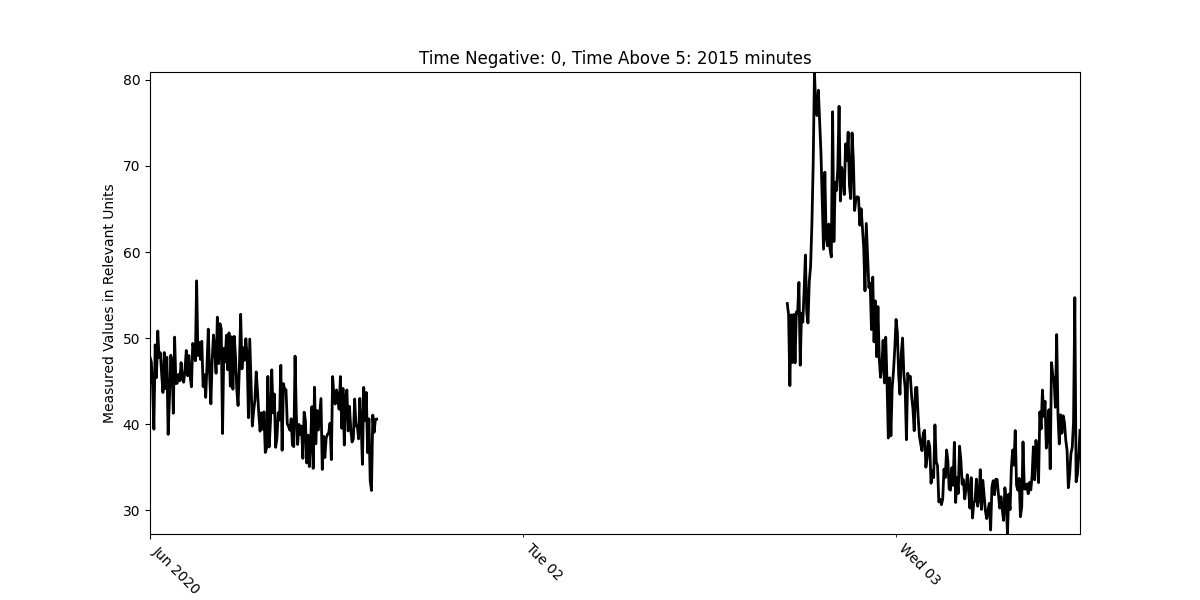 Time Negative: 0, Time Above 5: 2015 minutes
Measured Values in Relevant Units
80
70
60
50
40
30
Jun 2020
Tue 02
Wed 03